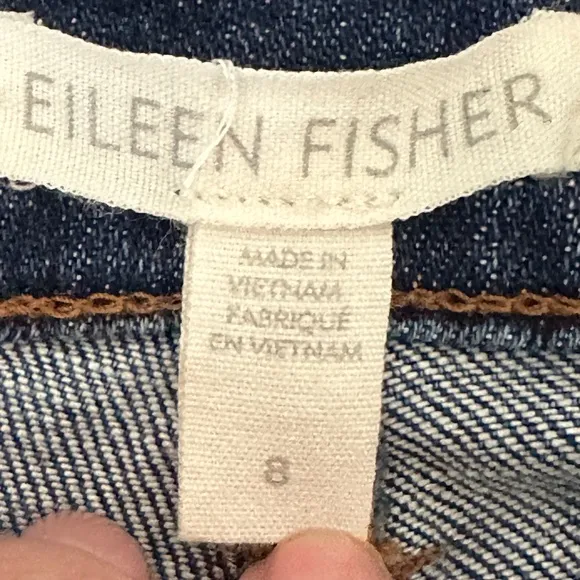 EILEEN FISHER
MADE IN
VIETNAM
FABRIQUÉ
EN VIETNAM
8